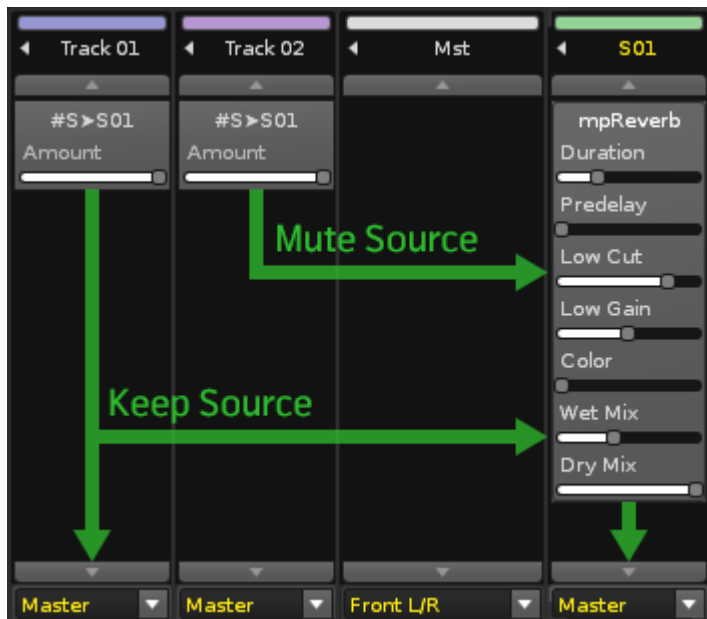 Track 01
Track 02
Mst
S01
#S➤S01
Amount
#S➤S01
Amount
mpReverb
Duration
Predelay
Low Cut
Low Gain
Color
Wet Mix
Dry Mix
Mute Source
Keep Source
Master
Master
Front L/R
Master